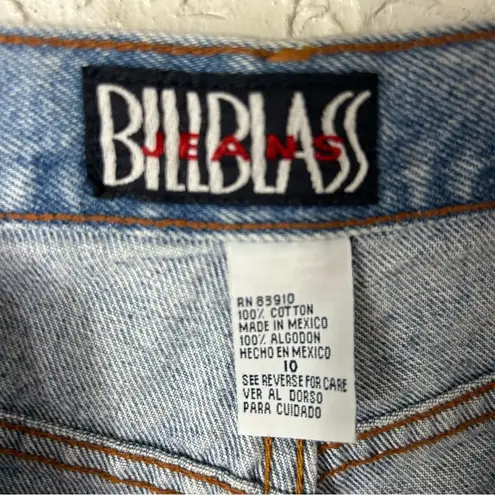 BILLBLASS
JEANS
RN 83910
100% COTTON
MADE IN MEXICO
100% ALGODON
HECHO EN MEXICO
10
SEE REVERSE FOR CARE
VER AL DORSO
PARA CUIDADO